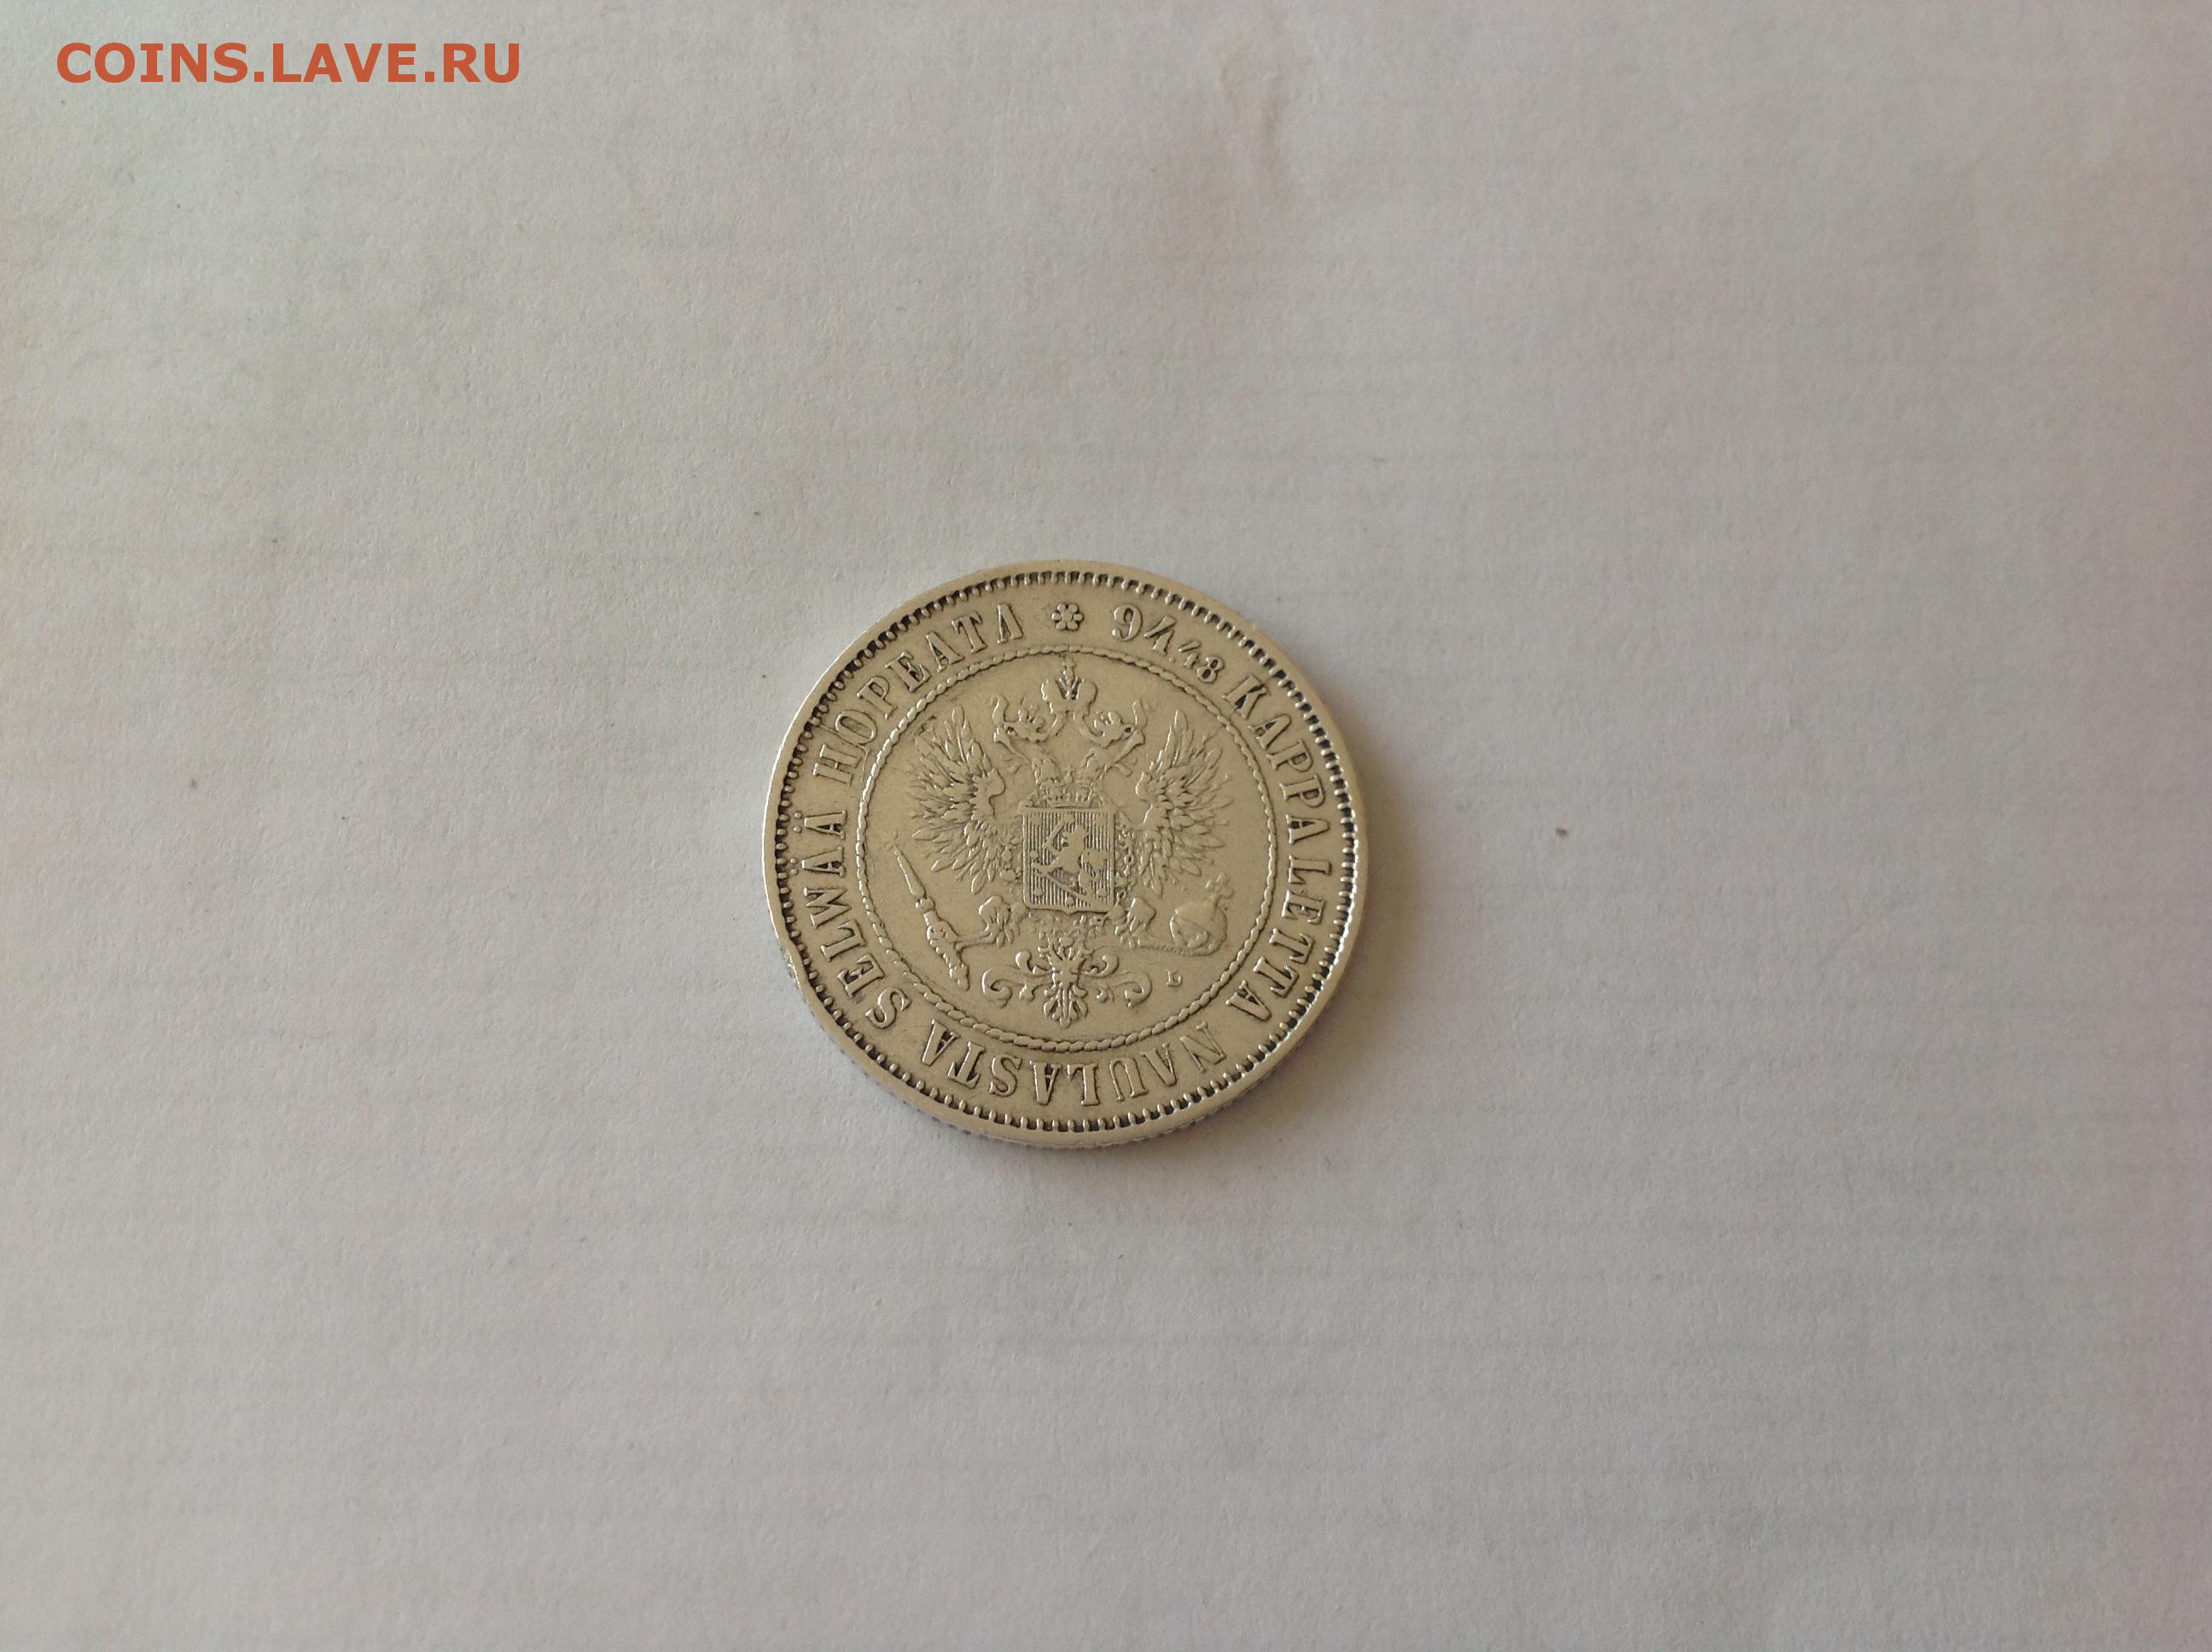 COINS.LAVE.RU
94,48 KAPPALETTA NAULASTA SELWÄÄ HOPEATA
L